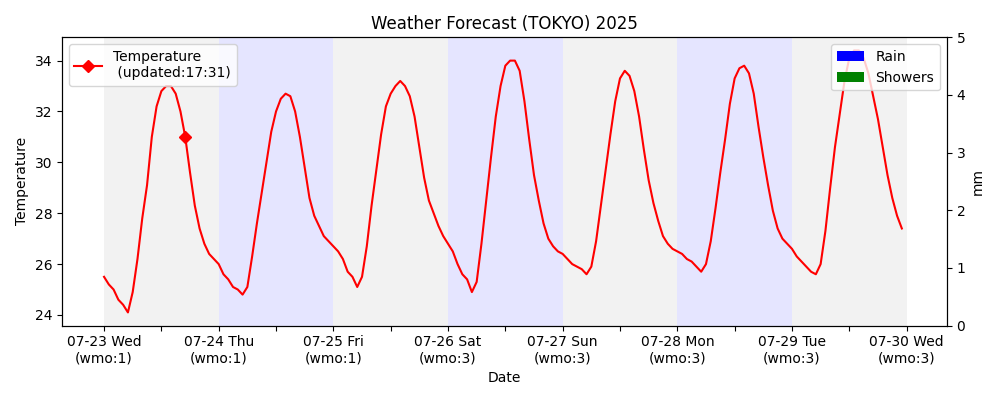 Weather Forecast (TOKYO) 2025
Temperature
(updated:17:31)
Rain
Showers
34
32
30
28
26
24
Temperature
5
4
3
2
1
0
mm
07-23 Wed
(wmo:1)
07-24 Thu
(wmo:1)
07-25 Fri
(wmo:1)
07-26 Sat
(wmo:3)
07-27 Sun
(wmo:3)
07-28 Mon
(wmo:3)
07-29 Tue
(wmo:3)
07-30 Wed
(wmo:3)
Date